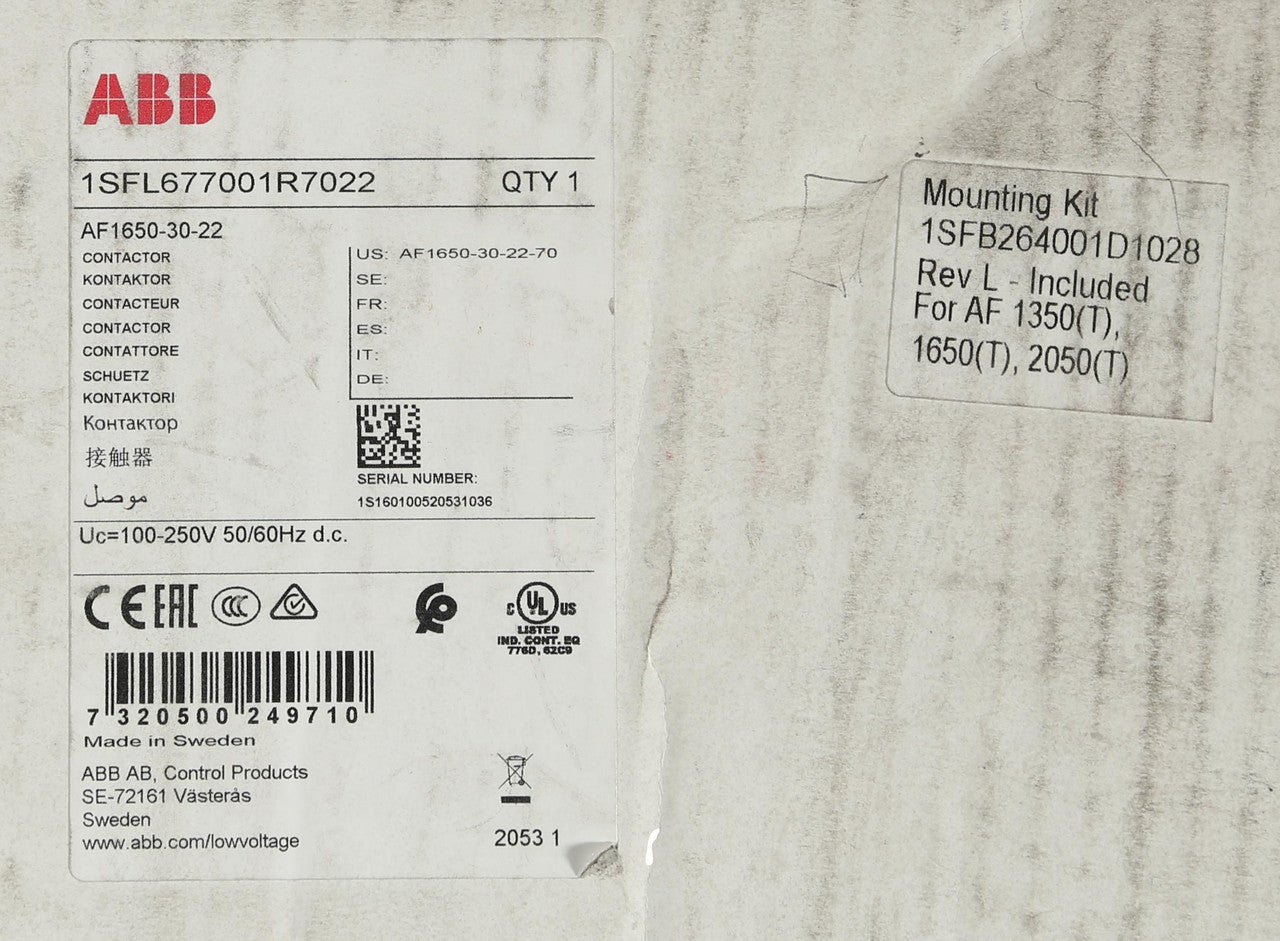 ABB
1SFL677001R7022 QTY 1
AF1650-30-22
CONTACTOR
KONTAKTOR
CONTACTEUR
CONTACTOR
CONTATTORE
SCHUETZ
KONTAKTORI
Контактор
接触器
موصل
US: AF1650-30-22-70
SE:
FR:
ES:
IT:
DE:
SERIAL NUMBER:
1S160100520531036
Uc=100-250V 50/60Hz d.c.
CE EAC CCC
c UL US
LISTED
IND. CONT. EQ
776D, 62C9
7 320500 249710
Made in Sweden
ABB AB, Control Products
SE-72161 Västerås
Sweden
www.abb.com/lowvoltage
2053 1
Mounting Kit
1SFB264001D1028
Rev L - Included
For AF 1350(T),
1650(T), 2050(T)